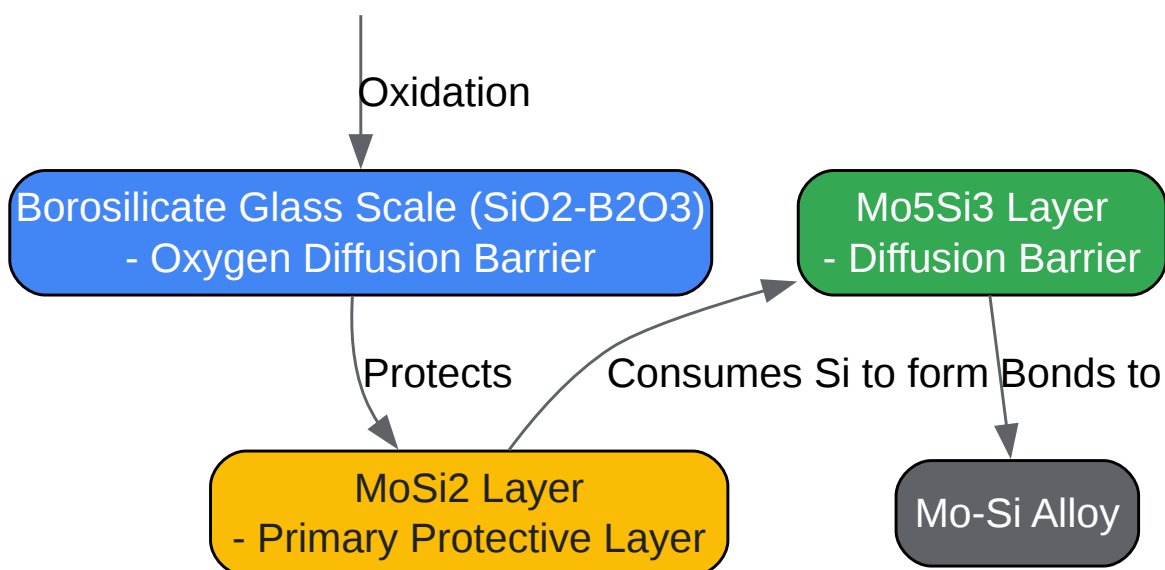 Oxidation
Borosilicate Glass Scale (SiO2-B2O3)
- Oxygen Diffusion Barrier
Mo5Si3 Layer
- Diffusion Barrier
Protects
Consumes Si to form
Bonds to
MoSi2 Layer
- Primary Protective Layer
Mo-Si Alloy